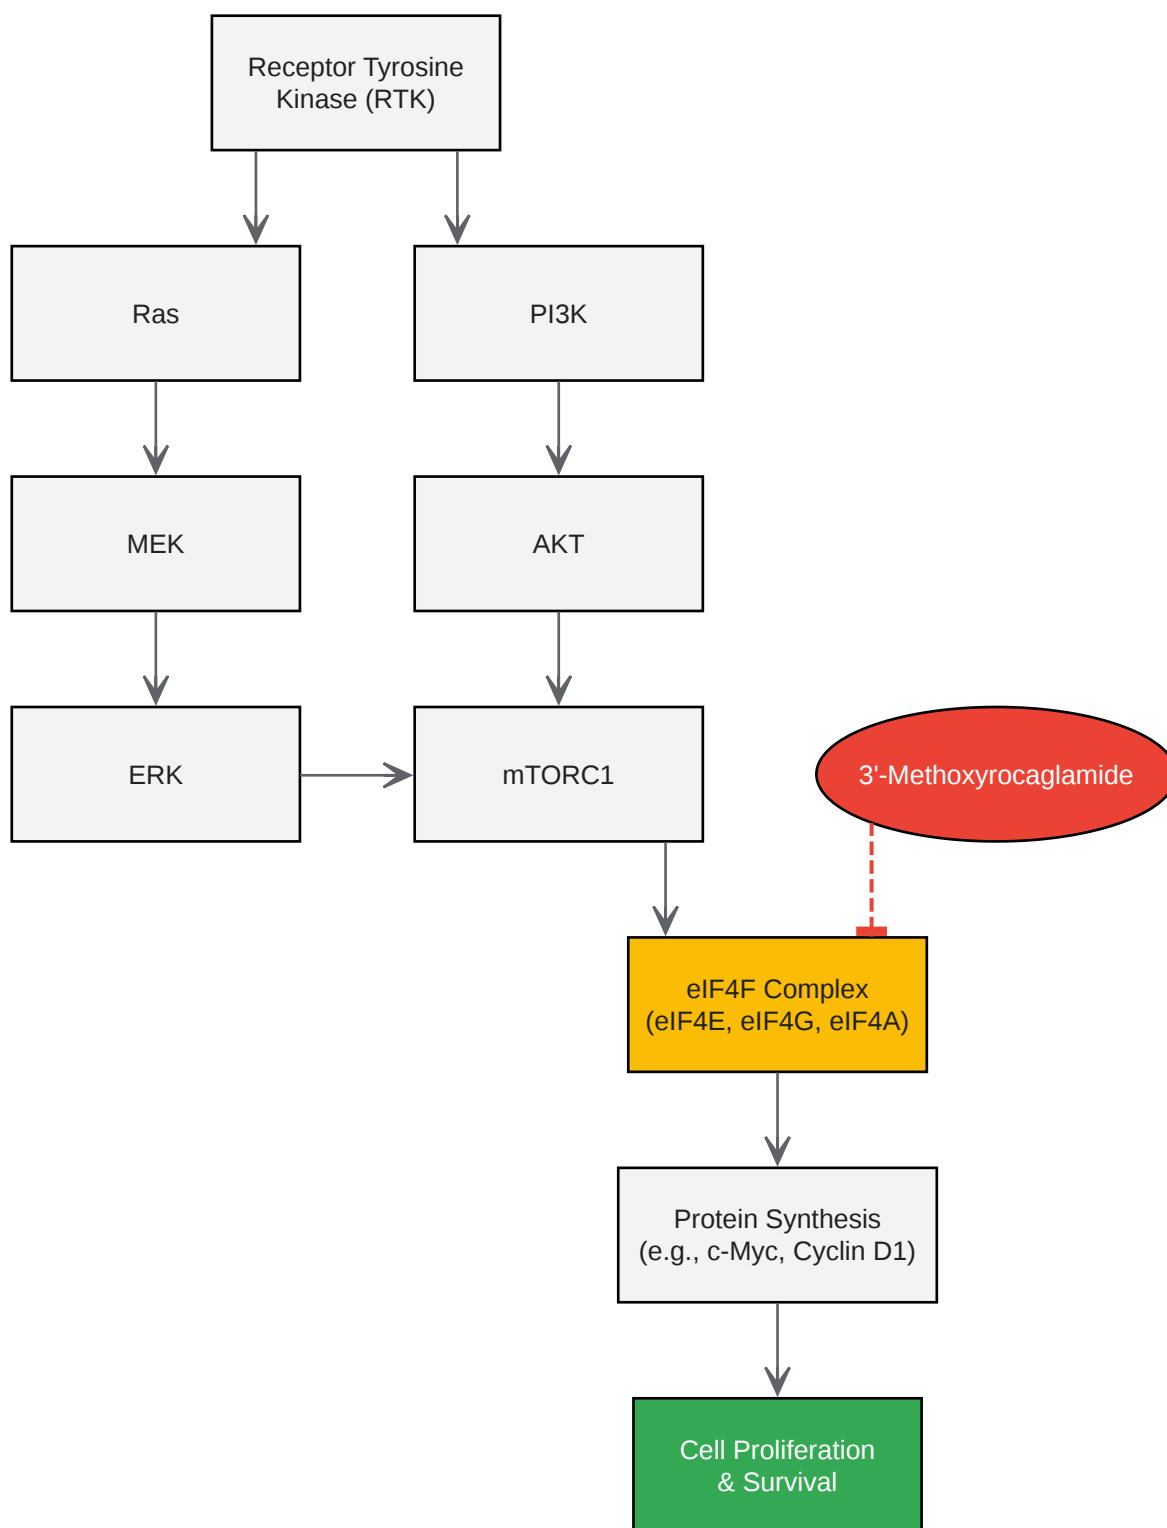 Receptor Tyrosine
Kinase (RTK)
Ras
PI3K
MEK
AKT
ERK
mTORC1
3'-Methoxyrocaglamide
eIF4F Complex
(eIF4E, eIF4G, eIF4A)
Protein Synthesis
(e.g., c-Myc, Cyclin D1)
Cell Proliferation
& Survival